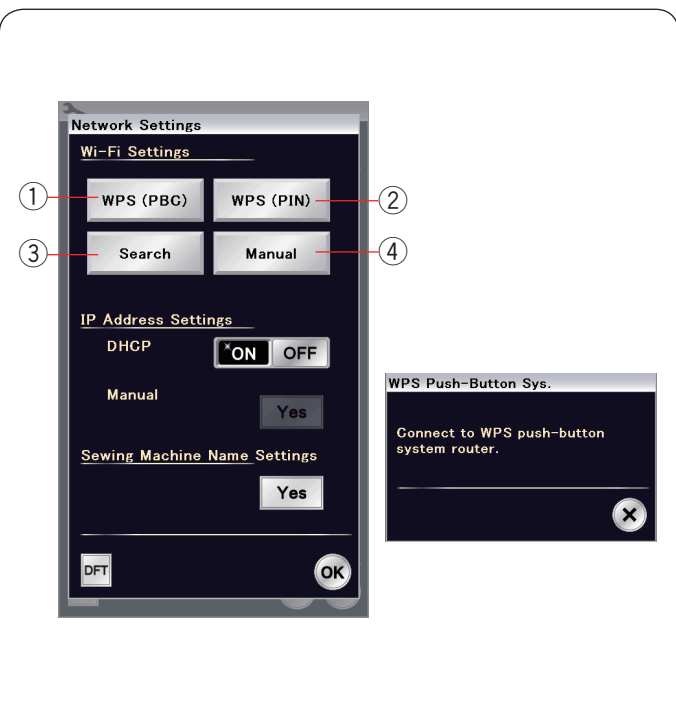 Network Settings
Wi-Fi Settings
① WPS (PBC) WPS (PIN) ②
③ Search Manual ④
IP Address Settings
DHCP ON OFF
Manual Yes
Sewing Machine Name Settings
Yes
DFT OK
WPS Push-Button Sys.
Connect to WPS push-button
system router.